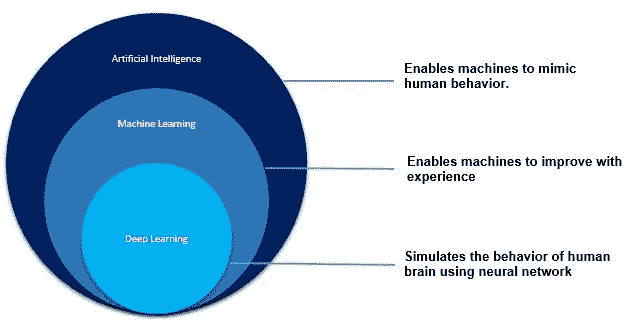 Artificial Intelligence
Enables machines to mimic
human behavior.
Machine Learning
Enables machines to improve with
experience
Deep Learning
Simulates the behavior of human
brain using neural network